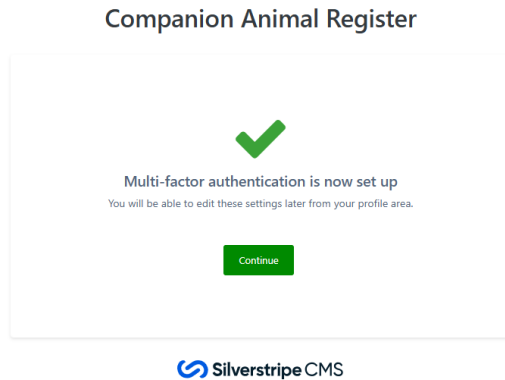 Companion Animal Register
Multi-factor authentication is now set up
You will be able to edit these settings later from your profile area.
Continue
Silverstripe CMS